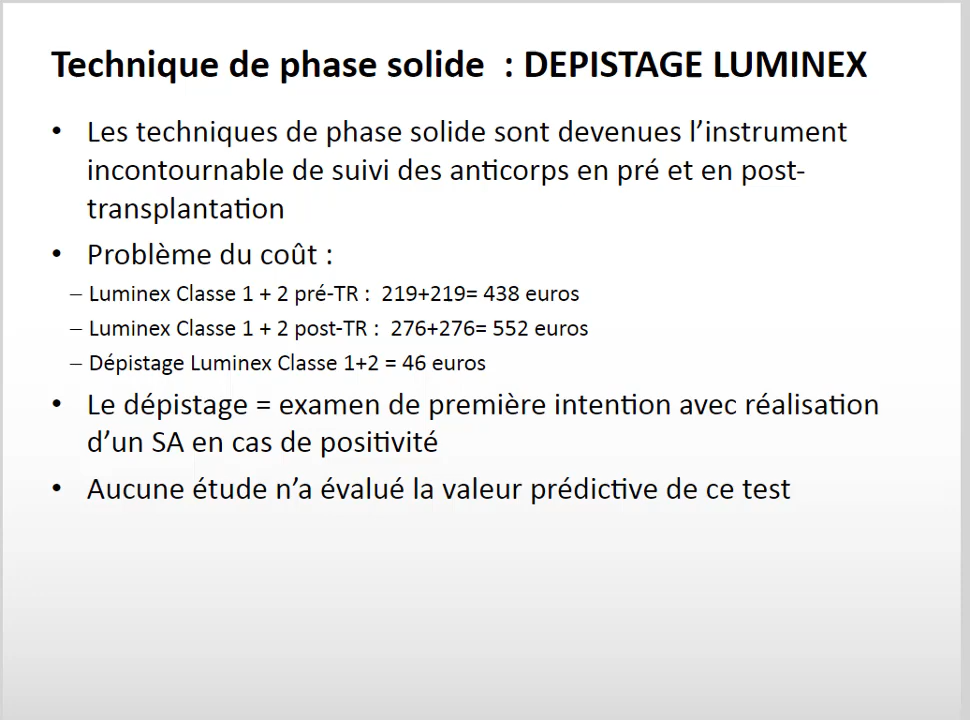 Technique de phase solide : DEPISTAGE LUMINEX
• Les techniques de phase solide sont devenues l’instrument
incontournable de suivi des anticorps en pré et en post-
transplantation
• Problème du coût :
– Luminex Classe 1 + 2 pré-TR : 219+219= 438 euros
– Luminex Classe 1 + 2 post-TR : 276+276= 552 euros
– Dépistage Luminex Classe 1+2 = 46 euros
• Le dépistage = examen de première intention avec réalisation
d’un SA en cas de positivité
• Aucune étude n’a évalué la valeur prédictive de ce test